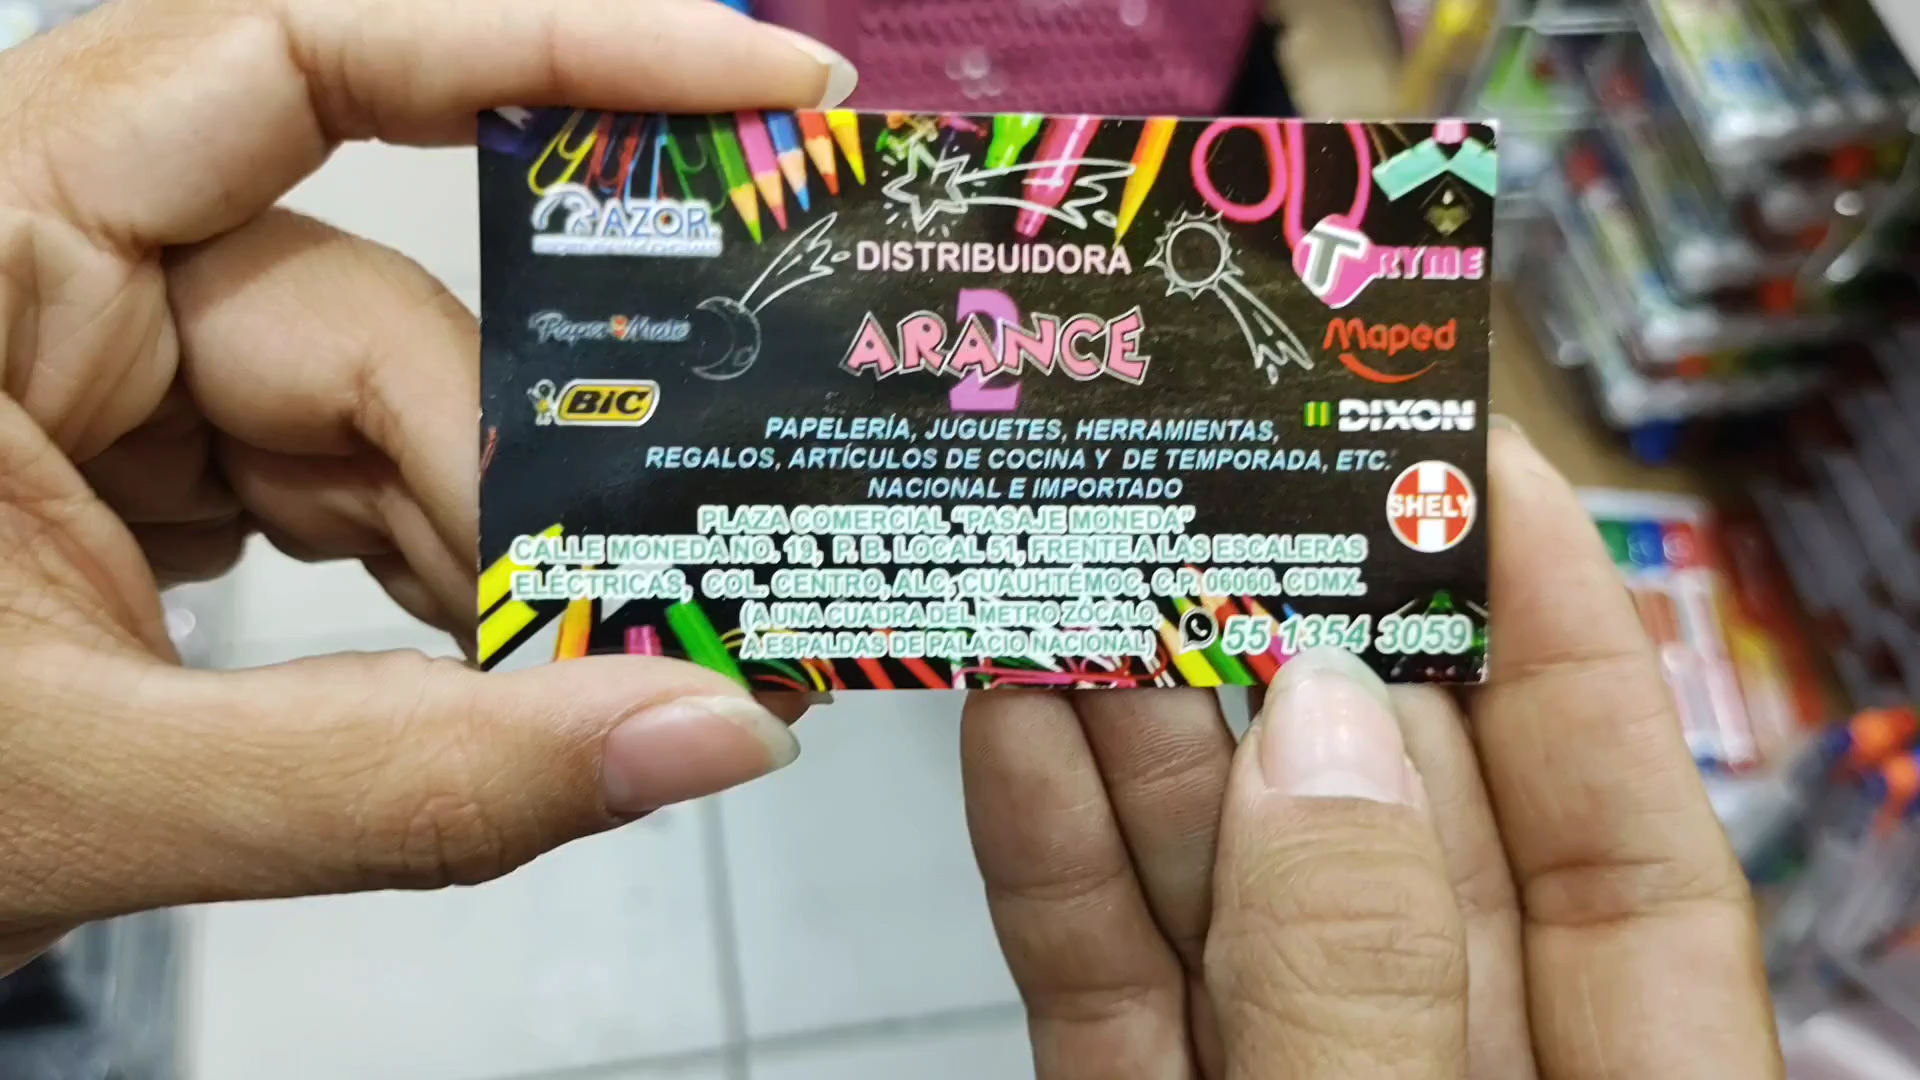 AZOR
DISTRIBUIDORA
TRYME
2
ARANCE
Paper Mate
Maped
BIC
DIXON
PAPELERÍA, JUGUETES, HERRAMIENTAS,
REGALOS, ARTÍCULOS DE COCINA Y DE TEMPORADA, ETC.
NACIONAL E IMPORTADO
SHELY
PLAZA COMERCIAL "PASAJE MONEDA"
CALLE MONEDA NO. 19, P. B. LOCAL 51, FRENTE A LAS ESCALERAS
ELÉCTRICAS, COL. CENTRO, ALC, CUAUHTÉMOC, C.P. 06060. CDMX.
(A UNA CUADRA DEL METRO ZÓCALO,
A ESPALDAS DE PALACIO NACIONAL)
55 1354 3059